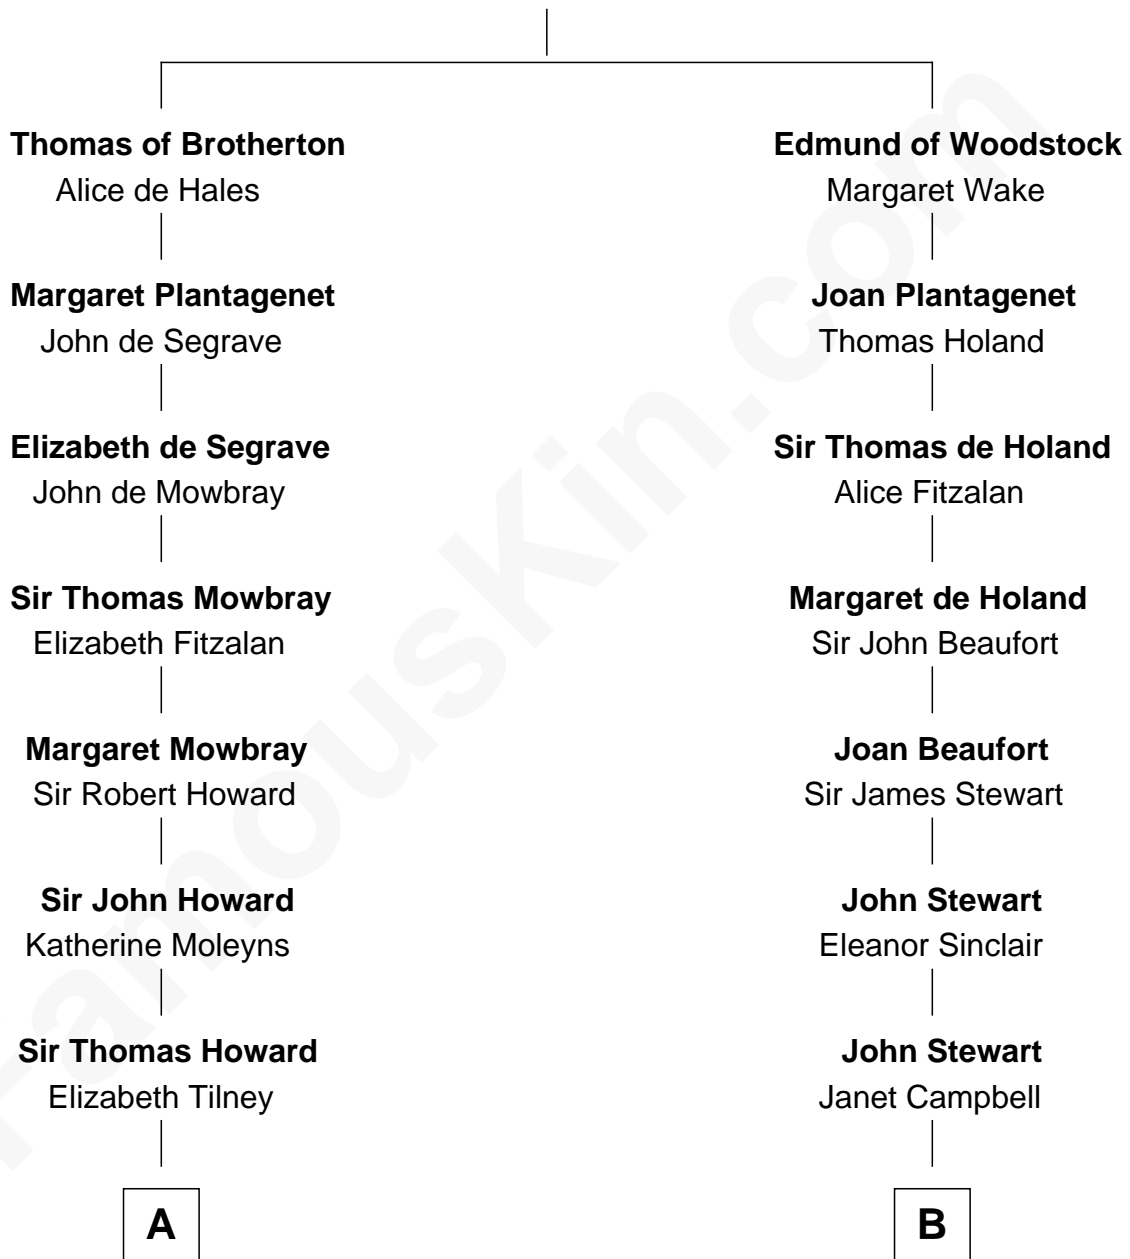 Thomas of Brotherton
Alice de Hales
Margaret Plantagenet
John de Segrave
Elizabeth de Segrave
John de Mowbray
Sir Thomas Mowbray
Elizabeth Fitzalan
Margaret Mowbray
Sir Robert Howard
Sir John Howard
Katherine Moleyns
Sir Thomas Howard
Elizabeth Tilney
A
Edmund of Woodstock
Margaret Wake
Joan Plantagenet
Thomas Holand
Sir Thomas de Holand
Alice Fitzalan
Margaret de Holand
Sir John Beaufort
Joan Beaufort
Sir James Stewart
John Stewart
Eleanor Sinclair
John Stewart
Janet Campbell
B
FamousKin.com